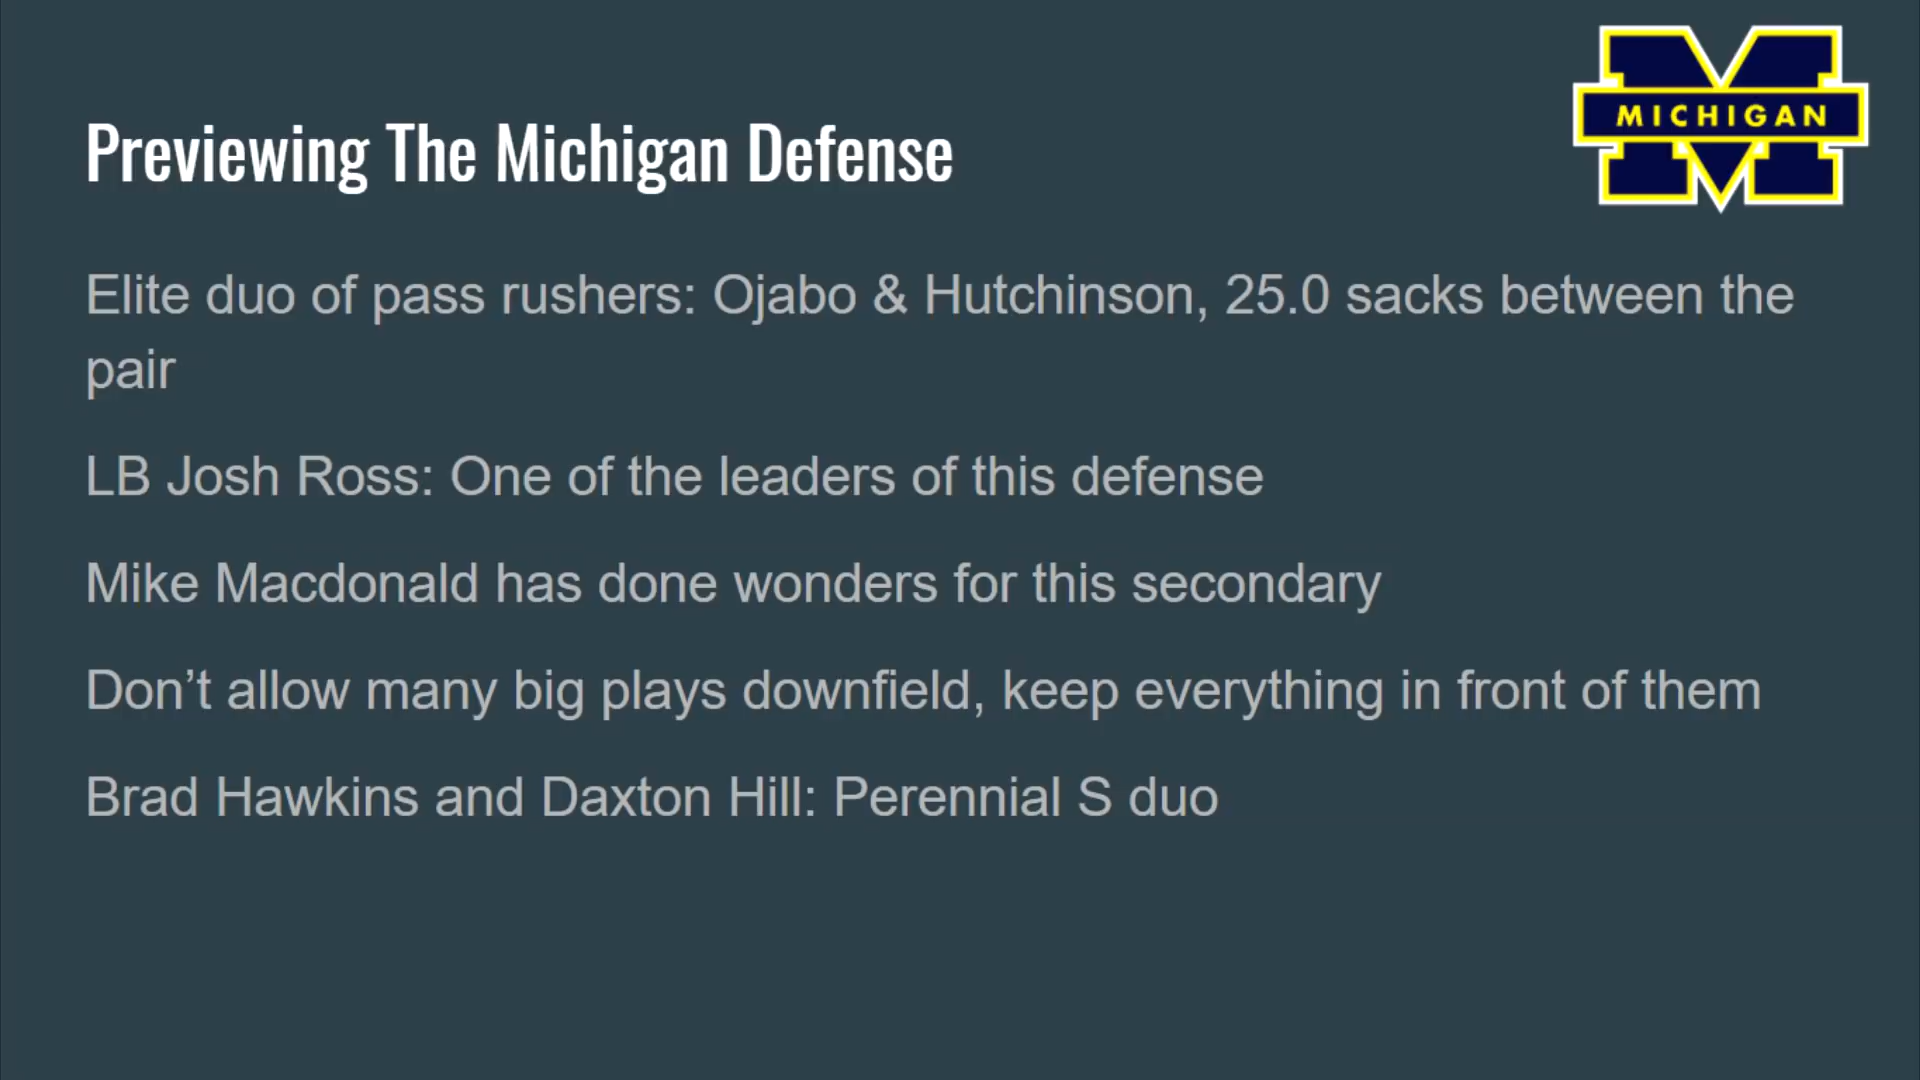 MICHIGAN
Previewing The Michigan Defense
Elite duo of pass rushers: Ojabo & Hutchinson, 25.0 sacks between the
pair
LB Josh Ross: One of the leaders of this defense
Mike Macdonald has done wonders for this secondary
Don’t allow many big plays downfield, keep everything in front of them
Brad Hawkins and Daxton Hill: Perennial S duo